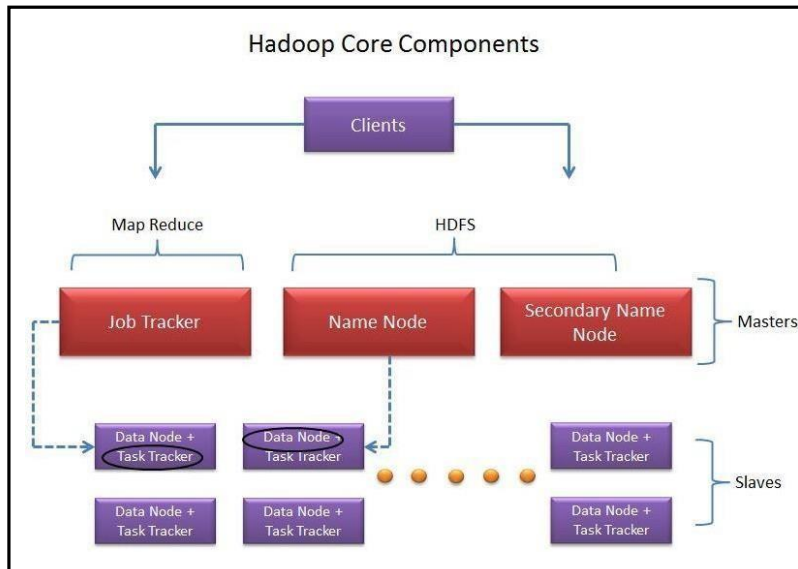 Hadoop Core Components
Clients
Map Reduce
HDFS
Job Tracker
Name Node
Secondary Name
Node
Masters
Data Node +
Task Tracker
Data Node +
Task Tracker
Data Node +
Task Tracker
Slaves
Data Node +
Task Tracker
Data Node +
Task Tracker
Data Node +
Task Tracker